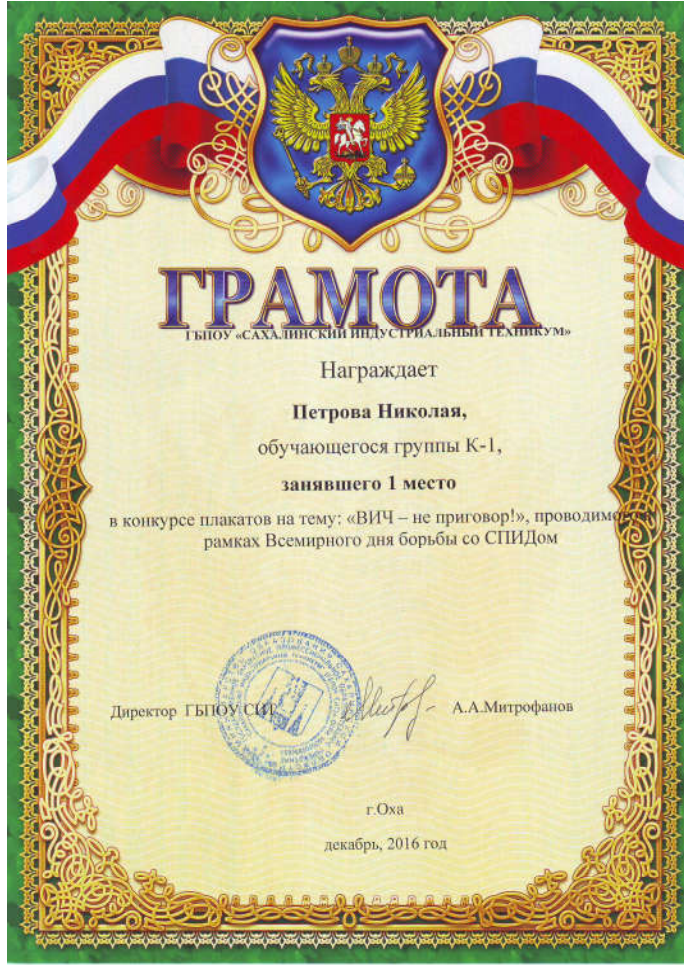 ГРАМОТА
ГБПОУ «САХАЛИНСКИЙ ИНДУСТРИАЛЬНЫЙ ТЕХНИКУМ»
Награждает
Петрова Николая,
обучающегося группы К-1,
занявшего 1 место
в конкурсе плакатов на тему: «ВИЧ – не приговор!», проводимого в
рамках Всемирного дня борьбы со СПИДом
Директор ГБПОУ СИТ А.А.Митрофанов
г.Оха
декабрь, 2016 год